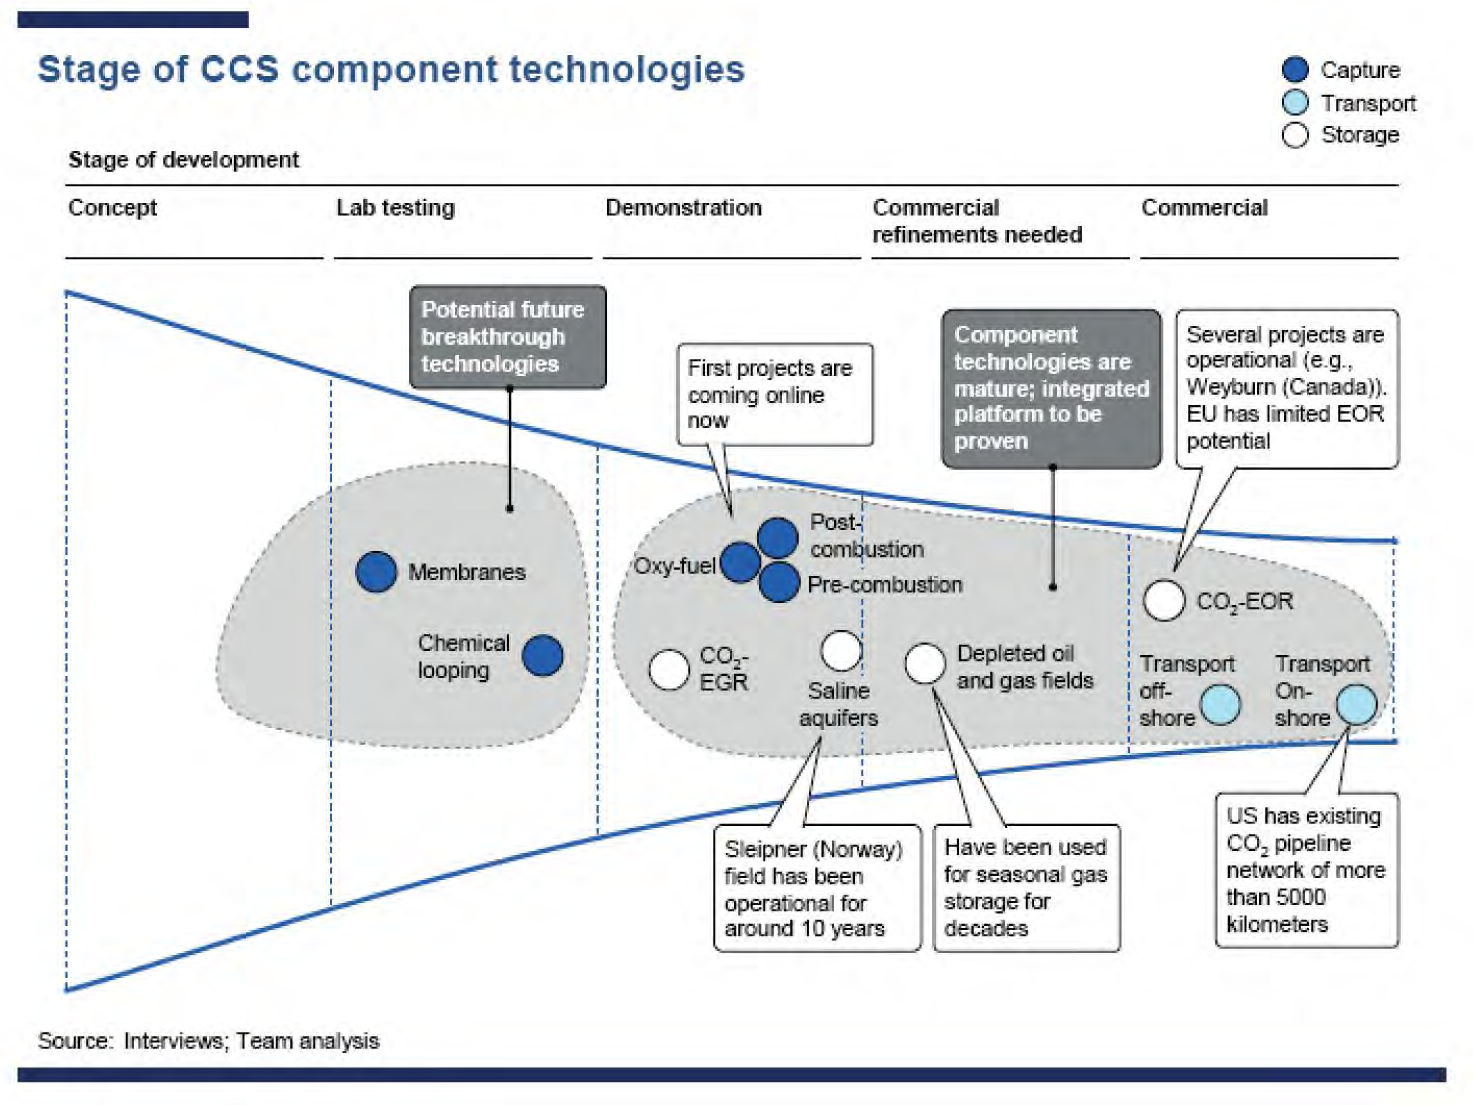 Stage of CCS component technologies
Capture
Transport
Storage
Stage of development
Concept
Lab testing
Demonstration
Commercial
refinements needed
Commercial
Potential future
breakthrough
technologies
First projects are
coming online
now
Component
technologies are
mature; integrated
platform to be
proven
Several projects are
operational (e.g.,
Weyburn (Canada)).
EU has limited EOR
potential
Membranes
Chemical
looping
Oxy-fuel
Post-
combustion
Pre-combustion
CO₂-
EGR
Saline
aquifers
Depleted oil
and gas fields
CO₂-EOR
Transport
off-
shore
Transport
On-
shore
Sleipner (Norway)
field has been
operational for
around 10 years
Have been used
for seasonal gas
storage for
decades
US has existing
CO₂ pipeline
network of more
than 5000
kilometers
Source: Interviews; Team analysis